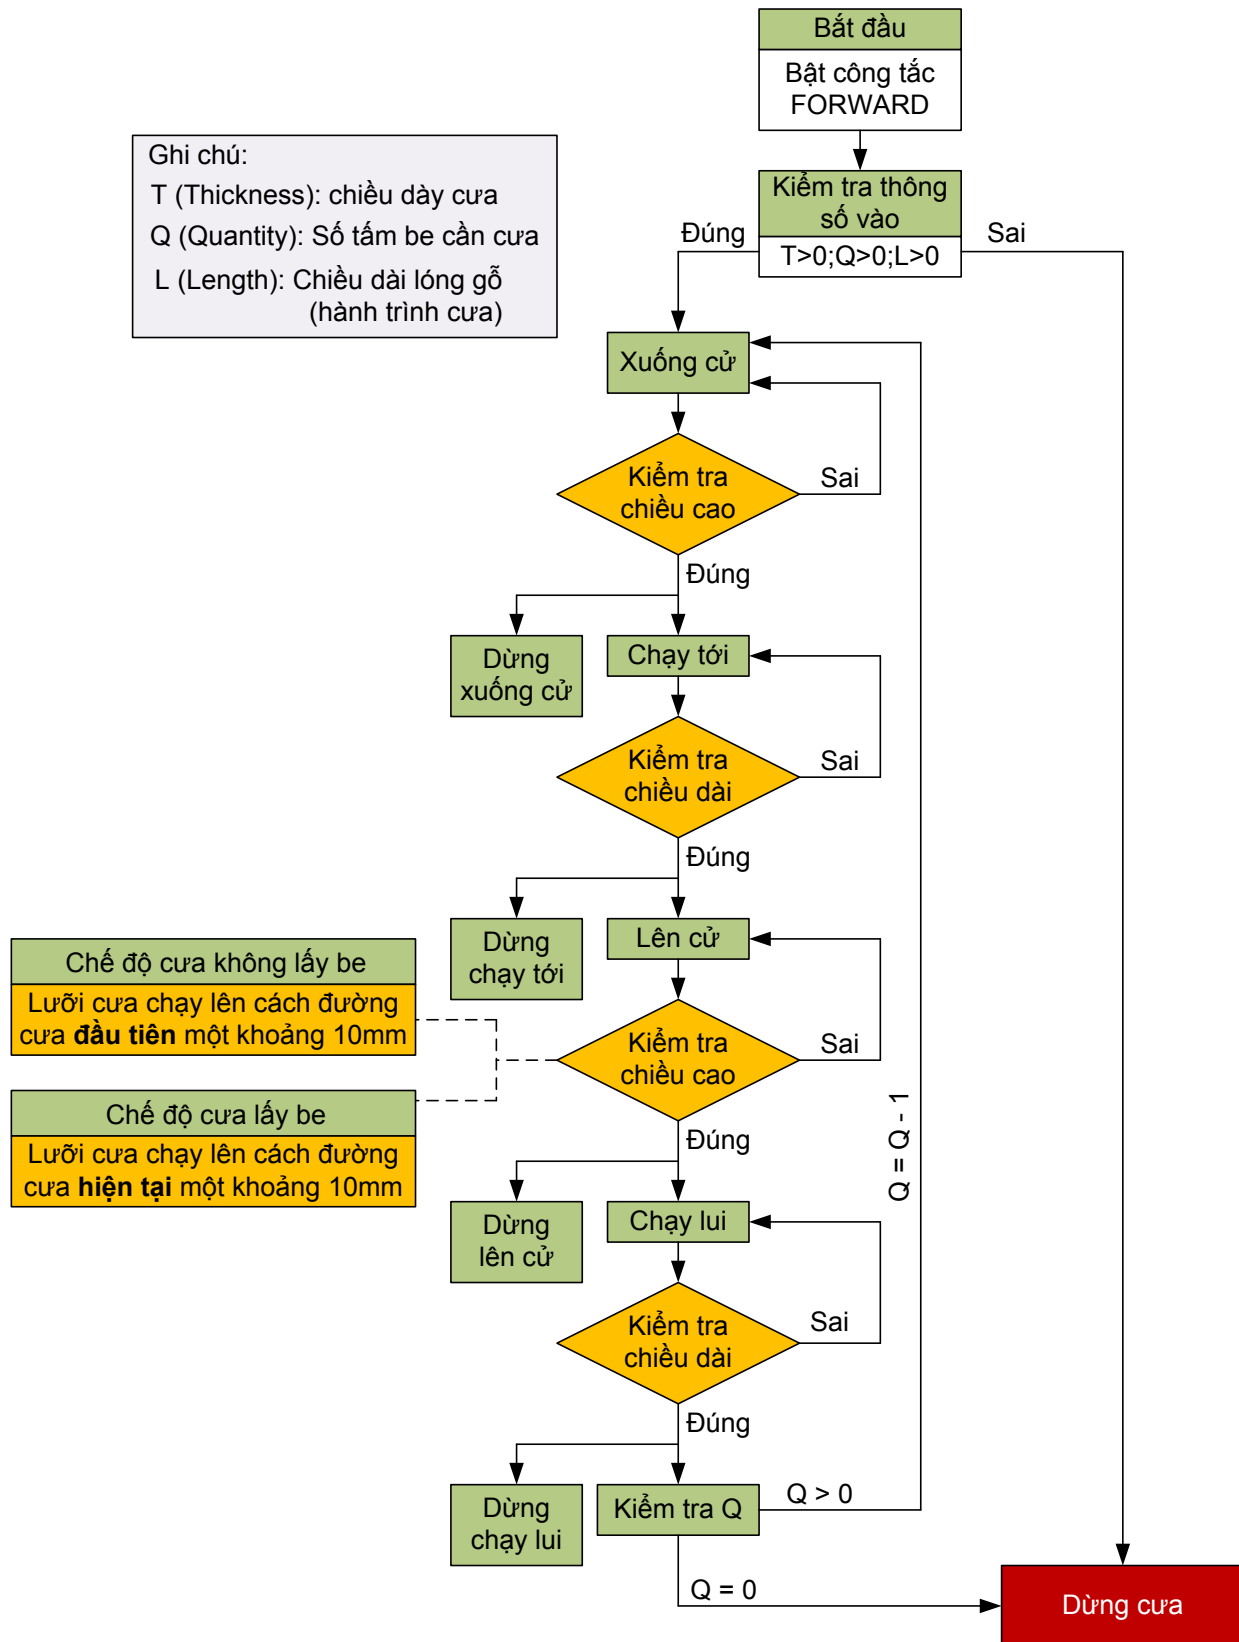 Bắt đầu
Bật công tắc
FORWARD
Ghi chú:
T (Thickness): chiều dày cưa
Q (Quantity): Số tấm be cần cưa
L (Length): Chiều dài lóng gỗ
(hành trình cưa)
Kiểm tra thông
số vào
T>0;Q>0;L>0
Đúng
Sai
Xuống cử
Kiểm tra
chiều cao
Sai
Đúng
Dừng
xuống cử
Chạy tới
Kiểm tra
chiều dài
Sai
Đúng
Dừng
chạy tới
Lên cử
Chế độ cưa không lấy be
Lưỡi cưa chạy lên cách đường
cưa đầu tiên một khoảng 10mm
Kiểm tra
chiều cao
Sai
Chế độ cưa lấy be
Lưỡi cưa chạy lên cách đường
cưa hiện tại một khoảng 10mm
Đúng
Q = Q - 1
Dừng
lên cử
Chạy lui
Kiểm tra
chiều dài
Sai
Đúng
Dừng
chạy lui
Kiểm tra Q
Q > 0
Q = 0
Dừng cưa